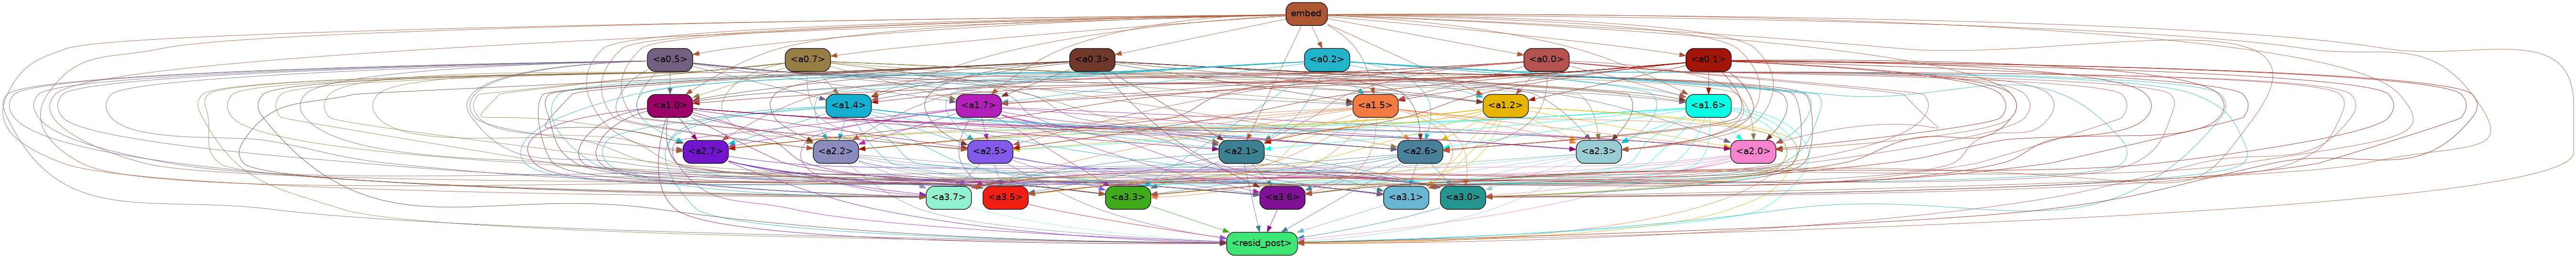 embed
<a0.5> <a0.7> <a0.3> <a0.2> <a0.0> <a0.1>
<a1.0> <a1.4> <a1.7> <a1.5> <a1.2> <a1.6>
<a2.7> <a2.2> <a2.5> <a2.1> <a2.6> <a2.3> <a2.0>
<a3.7> <a3.5> <a3.3> <a3.6> <a3.1> <a3.0>
<resid_post>